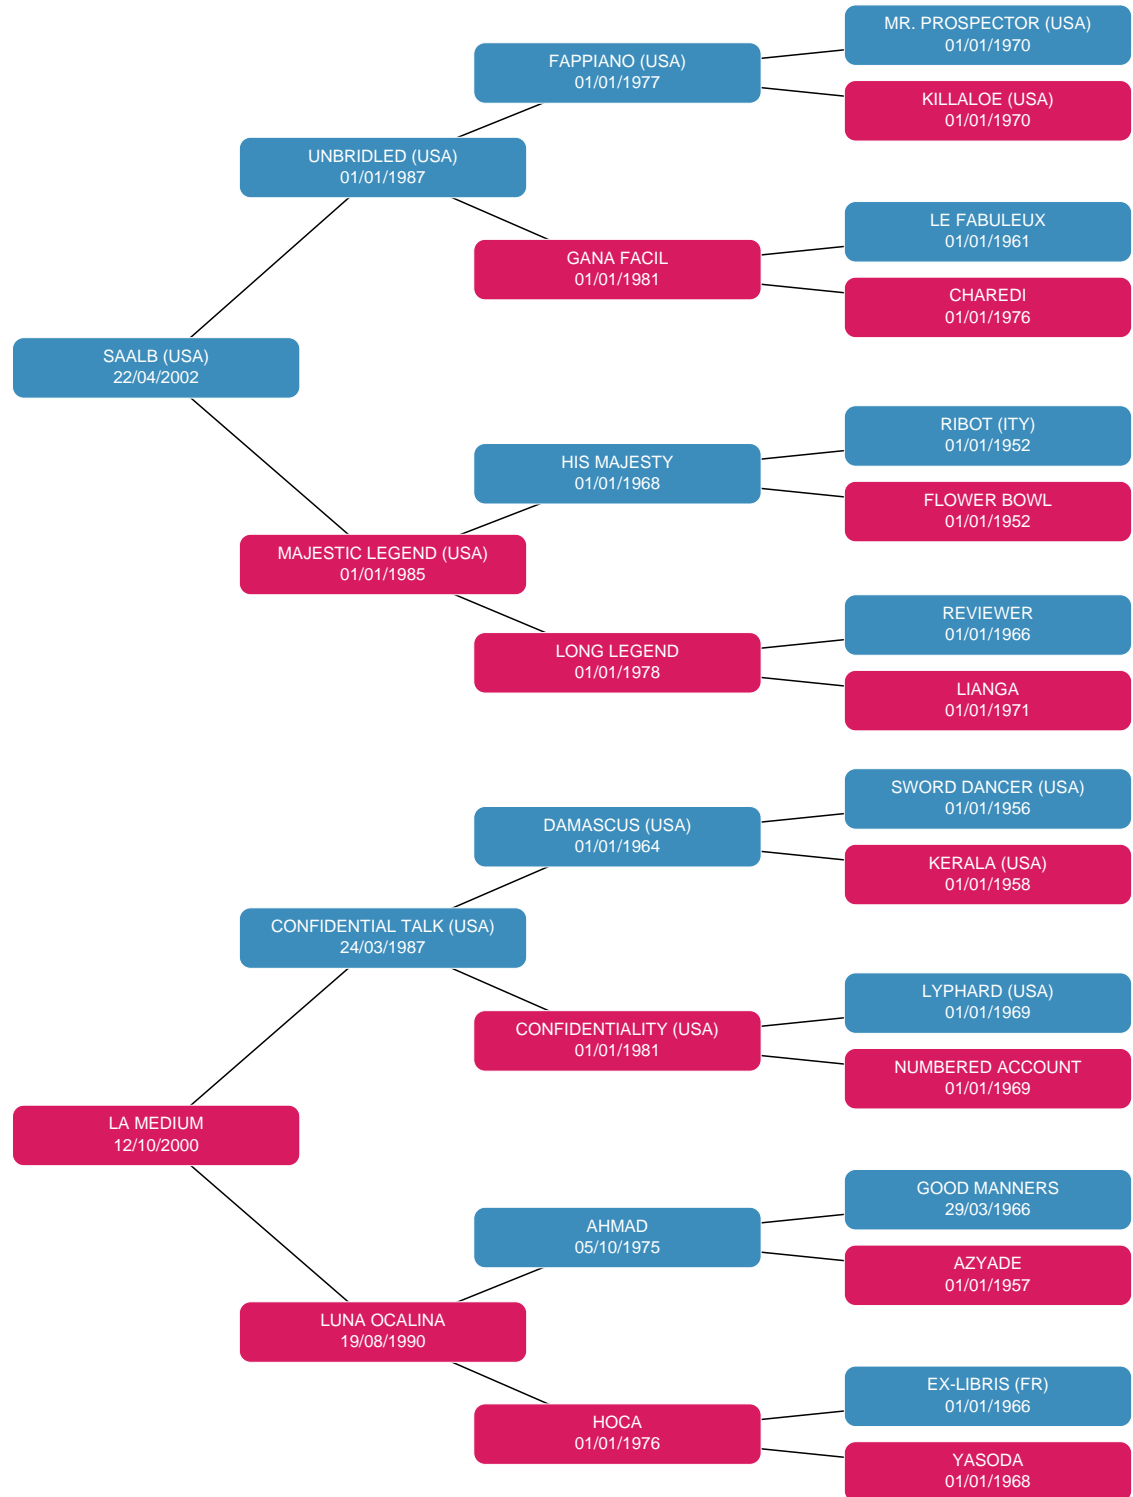 MR. PROSPECTOR (USA)
01/01/1970
FAPPIANO (USA)
01/01/1977
KILLALOE (USA)
01/01/1970
UNBRIDLED (USA)
01/01/1987
LE FABULEUX
01/01/1961
GANA FACIL
01/01/1981
CHAREDI
01/01/1976
SAALB (USA)
22/04/2002
RIBOT (ITY)
01/01/1952
HIS MAJESTY
01/01/1968
FLOWER BOWL
01/01/1952
MAJESTIC LEGEND (USA)
01/01/1985
REVIEWER
01/01/1966
LONG LEGEND
01/01/1978
LIANGA
01/01/1971
SWORD DANCER (USA)
01/01/1956
DAMASCUS (USA)
01/01/1964
KERALA (USA)
01/01/1958
CONFIDENTIAL TALK (USA)
24/03/1987
LYPHARD (USA)
01/01/1969
CONFIDENTIALITY (USA)
01/01/1981
NUMBERED ACCOUNT
01/01/1969
LA MEDIUM
12/10/2000
GOOD MANNERS
29/03/1966
AHMAD
05/10/1975
AZYADE
01/01/1957
LUNA OCALINA
19/08/1990
EX-LIBRIS (FR)
01/01/1966
HOCA
01/01/1976
YASODA
01/01/1968